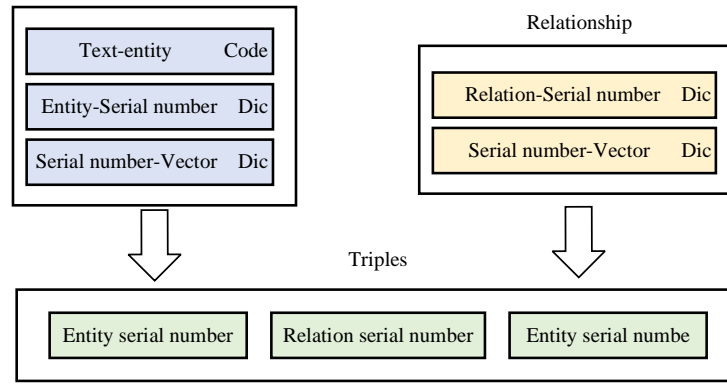 Text-entity Code
Entity-Serial number Dic
Serial number-Vector Dic
Relationship
Relation-Serial number Dic
Serial number-Vector Dic
Triples
Entity serial number
Relation serial number
Entity serial numbe